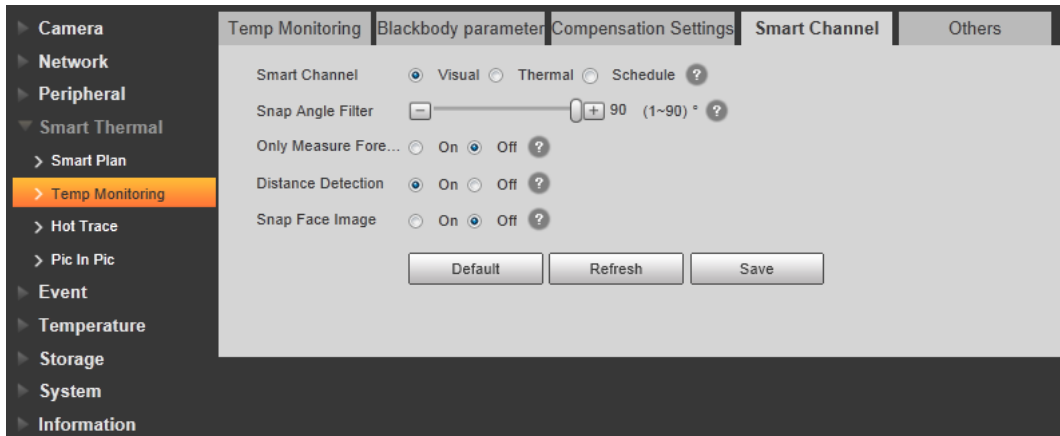 Camera
Network
Peripheral
Smart Thermal
Smart Plan
Temp Monitoring
Hot Trace
Pic In Pic
Event
Temperature
Storage
System
Information
Temp Monitoring Blackbody parameter Compensation Settings Smart Channel Others
Smart Channel Visual Thermal Schedule ?
Snap Angle Filter - + 90 (1~90) ° ?
Only Measure Fore... On Off ?
Distance Detection On Off ?
Snap Face Image On Off ?
Default Refresh Save